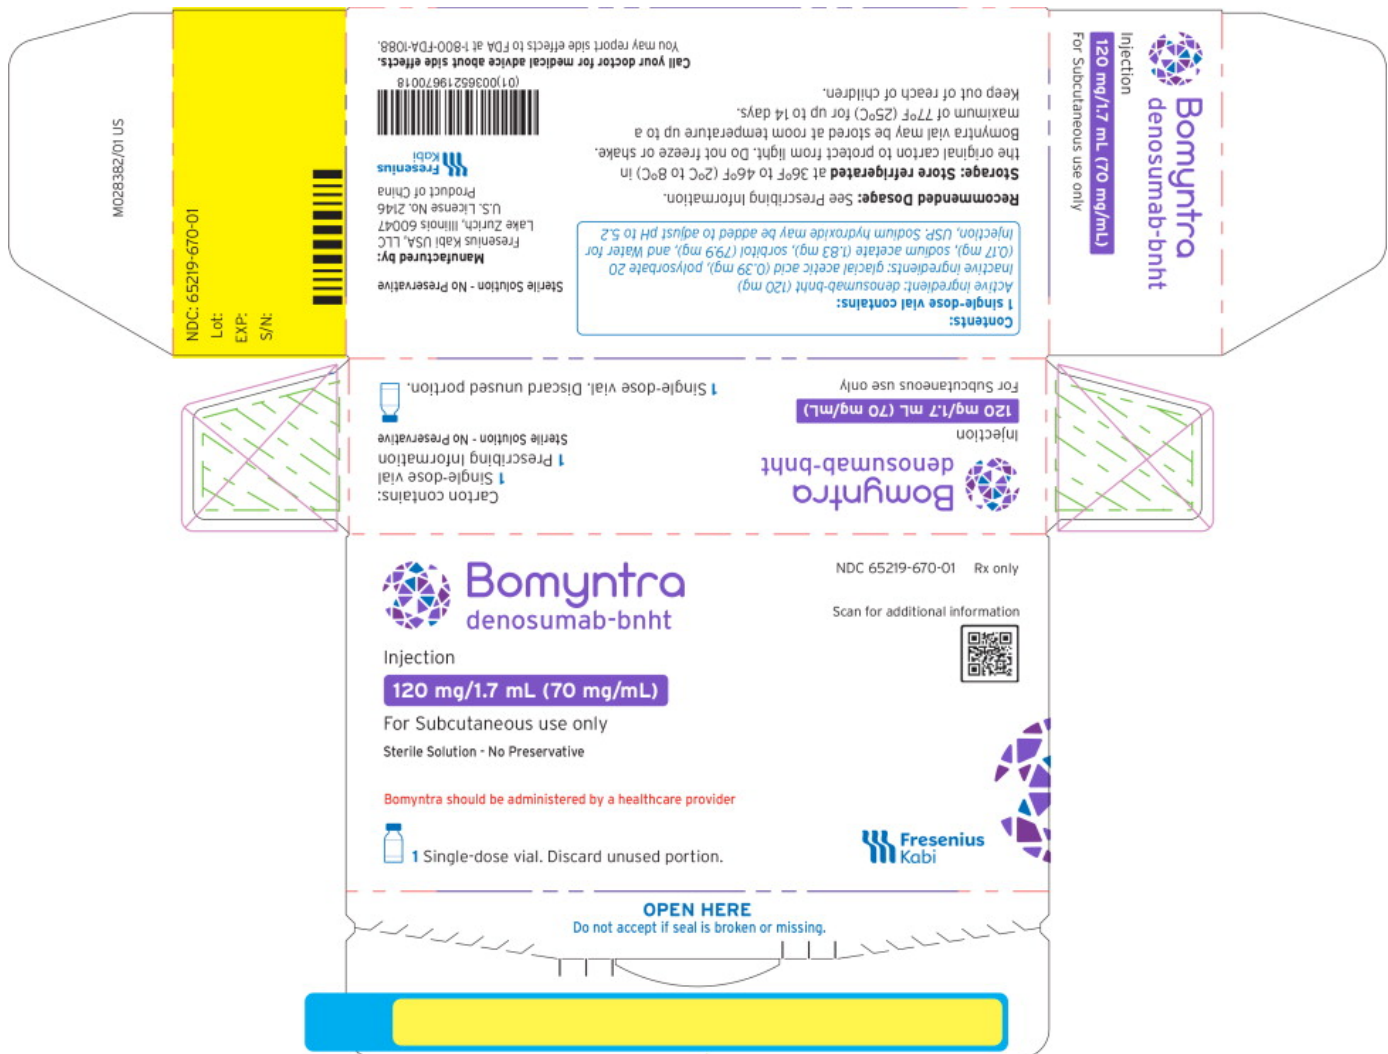 M028382/01 US
NDC: 65219-670-01
Lot:
EXP:
S/N:
Contents:
1 single-dose vial contains:
Active ingredient: denosumab-bnht (120 mg)
Inactive ingredients: glacial acetic acid (0.39 mg), polysorbate 20
(0.17 mg), sodium acetate (1.83 mg), sorbitol (79.9 mg), and Water for
Injection, USP. Sodium hydroxide may be added to adjust pH to 5.2
Recommended Dosage: See Prescribing Information.
Storage: Store refrigerated at 36°F to 46°F (2°C to 8°C) in
the original carton to protect from light. Do not freeze or shake.
Bomyntra vial may be stored at room temperature up to a
maximum of 77°F (25°C) for up to 14 days.
Keep out of reach of children.
Sterile Solution - No Preservative
Manufactured by:
Fresenius Kabi USA, LLC
Lake Zurich, Illinois 60047
U.S. License No. 2146
Product of China
Fresenius
Kabi
(01)00365219670018
Call your doctor for medical advice about side effects.
You may report side effects to FDA at 1-800-FDA-1088.
Bomyntra
denosumab-bnht
Injection
120 mg/1.7 mL (70 mg/mL)
For Subcutaneous use only
Bomyntra
denosumab-bnht
Injection
120 mg/1.7 mL (70 mg/mL)
For Subcutaneous use only
Carton contains:
1 Single-dose vial
1 Prescribing Information
Sterile Solution - No Preservative
1 Single-dose vial. Discard unused portion.
Bomyntra
denosumab-bnht
Injection
120 mg/1.7 mL (70 mg/mL)
For Subcutaneous use only
Sterile Solution - No Preservative
Bomyntra should be administered by a healthcare provider
1 Single-dose vial. Discard unused portion.
NDC 65219-670-01 Rx only
Scan for additional information
Fresenius
Kabi
OPEN HERE
Do not accept if seal is broken or missing.